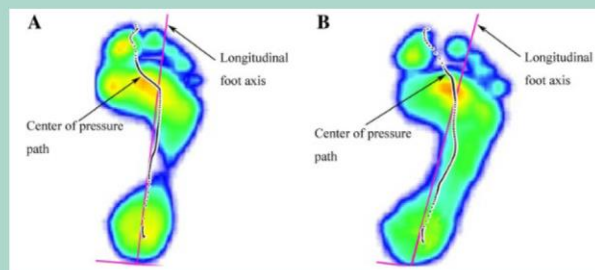 A
Longitudinal
foot axis
Center of pressure
path
B
Longitudinal
foot axis
Center of pressure
path